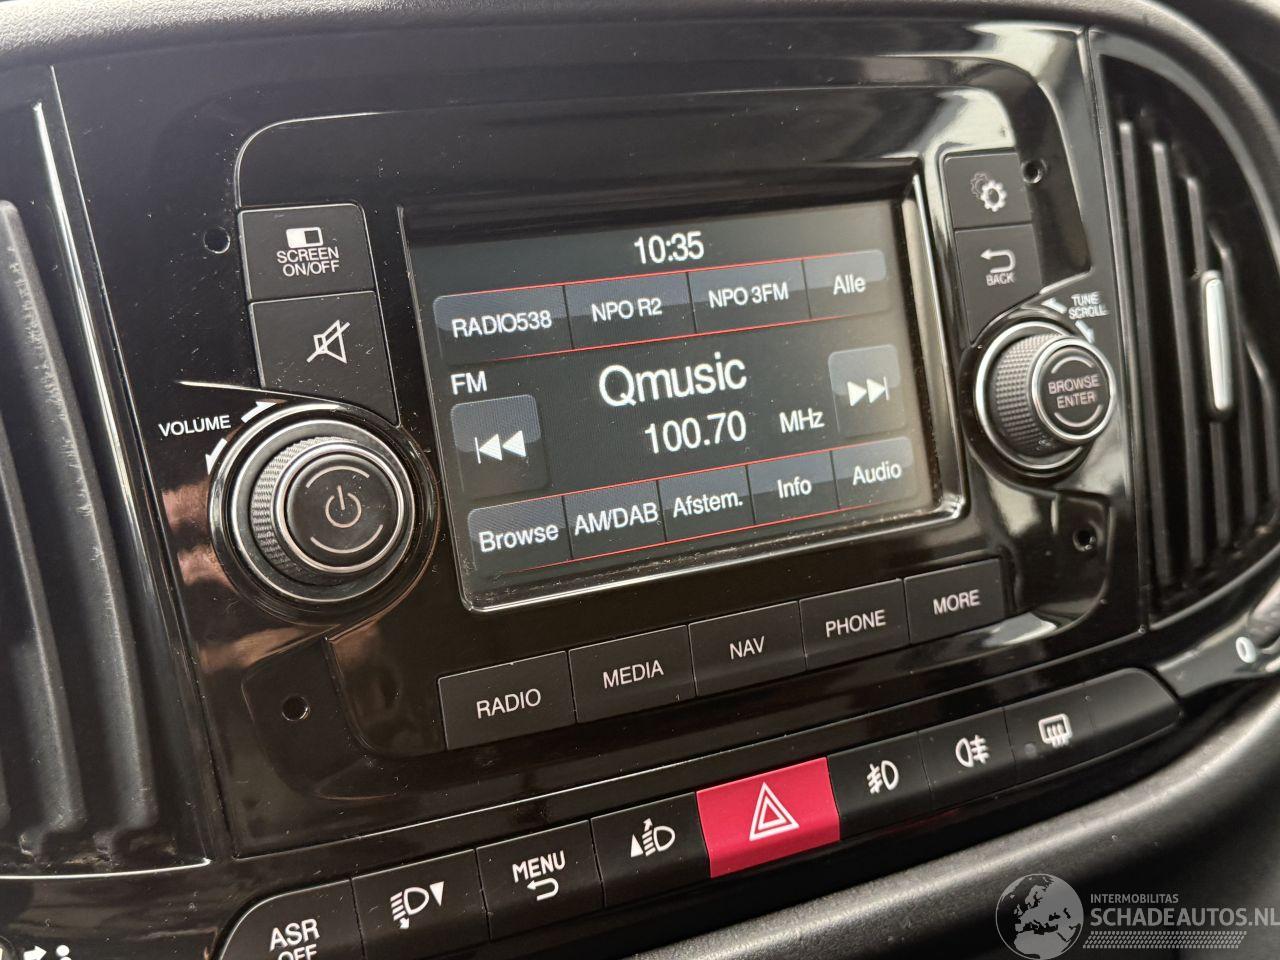 SCREEN
ON/OFF
VOLUME
10:35
RADIO538 NPO R2 NPO 3FM Alle
FM
Qmusic
100.70 MHz
Browse AM/DAB Afstem. Info Audio
BACK
TUNE
SCROLL
BROWSE
ENTER
RADIO MEDIA NAV PHONE MORE
MENU
ASR
OFF
INTERMOBILITAS
SCHADEAUTOS.NL